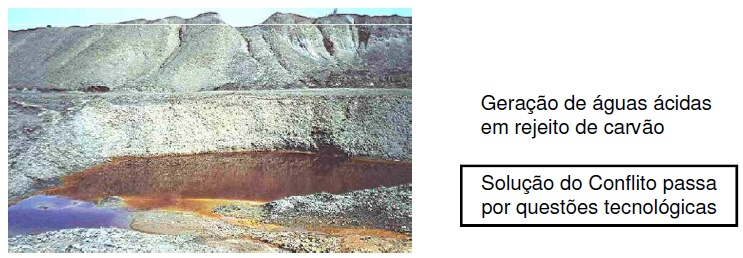 Geração de águas ácidas
em rejeito de carvão
Solução do Conflito passa
por questões tecnológicas